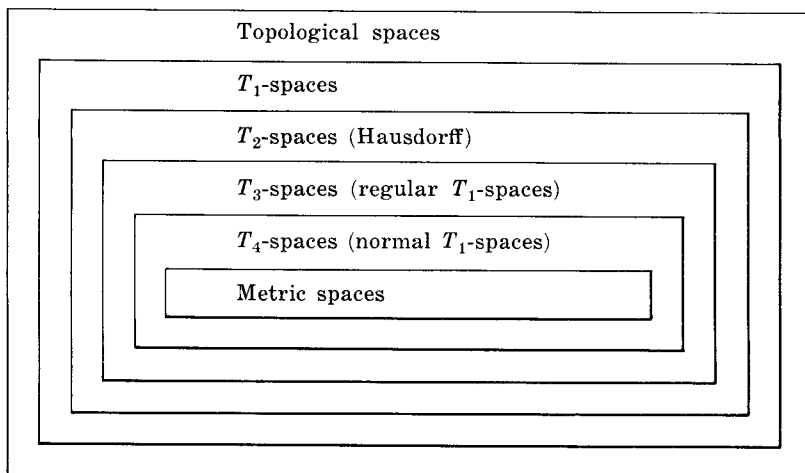 Topological spaces
T₁-spaces
T₂-spaces (Hausdorff)
T₃-spaces (regular T₁-spaces)
T₄-spaces (normal T₁-spaces)
Metric spaces